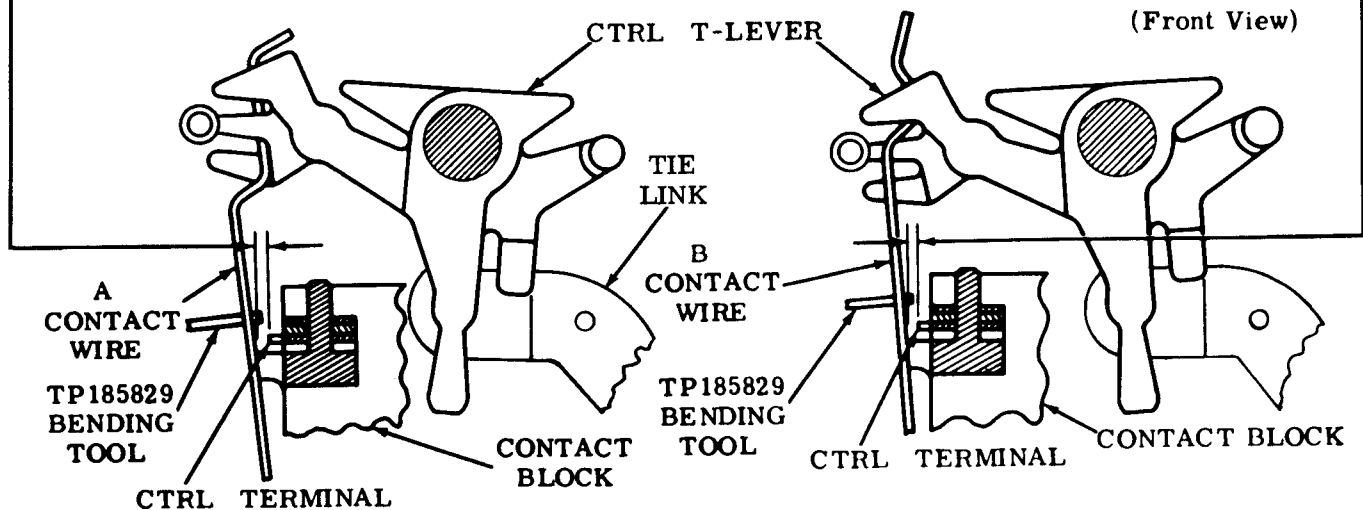 (Front View)
CTRL T-LEVER
TIE
LINK
A
CONTACT
WIRE
TP185829
BENDING
TOOL
CONTACT
BLOCK
CTRL TERMINAL
B
CONTACT
WIRE
TP185829
BENDING
TOOL
CTRL TERMINAL
CONTACT BLOCK